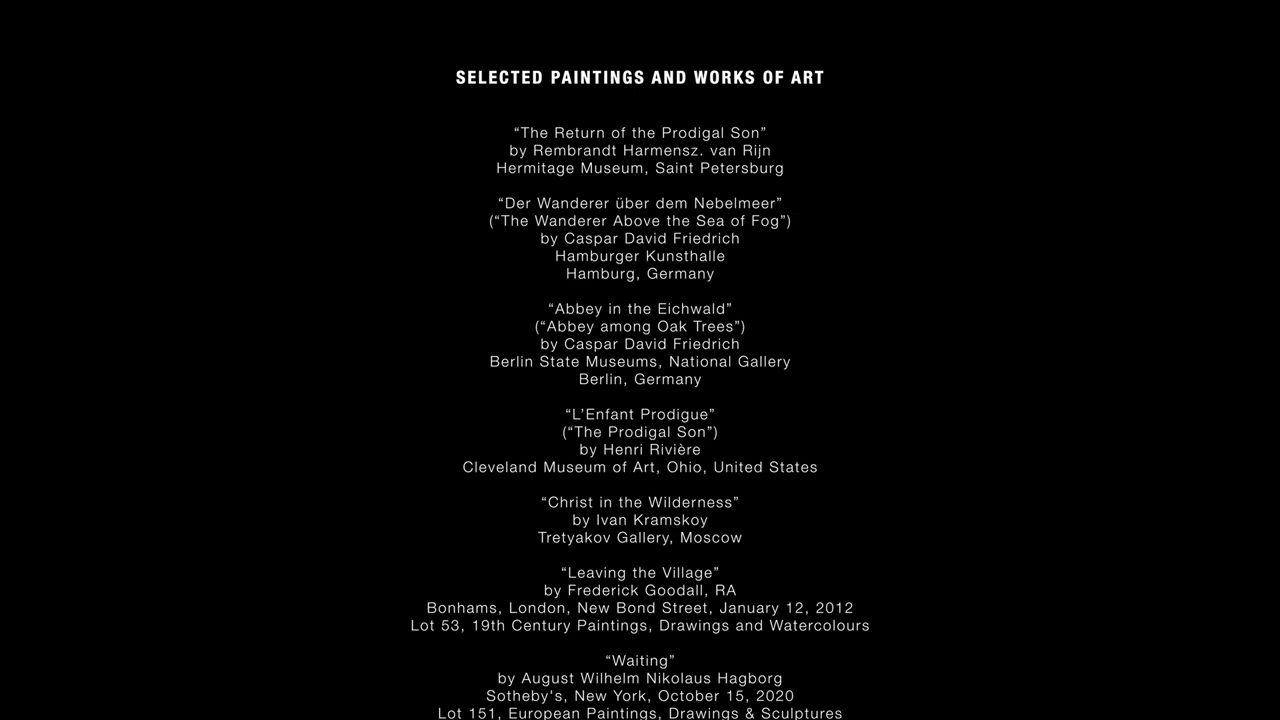 SELECTED PAINTINGS AND WORKS OF ART
“The Return of the Prodigal Son”
by Rembrandt Harmensz. van Rijn
Hermitage Museum, Saint Petersburg
“Der Wanderer über dem Nebelmeer”
(“The Wanderer Above the Sea of Fog”)
by Caspar David Friedrich
Hamburger Kunsthalle
Hamburg, Germany
“Abbey in the Eichwald”
(“Abbey among Oak Trees”)
by Caspar David Friedrich
Berlin State Museums, National Gallery
Berlin, Germany
“L’Enfant Prodigue”
(“The Prodigal Son”)
by Henri Rivière
Cleveland Museum of Art, Ohio, United States
“Christ in the Wilderness”
by Ivan Kramskoy
Tretyakov Gallery, Moscow
“Leaving the Village”
by Frederick Goodall, RA
Bonhams, London, New Bond Street, January 12, 2012
Lot 53, 19th Century Paintings, Drawings and Watercolours
“Waiting”
by August Wilhelm Nikolaus Hagborg
Sotheby's, New York, October 15, 2020
Lot 151, European Paintings, Drawings & Sculptures